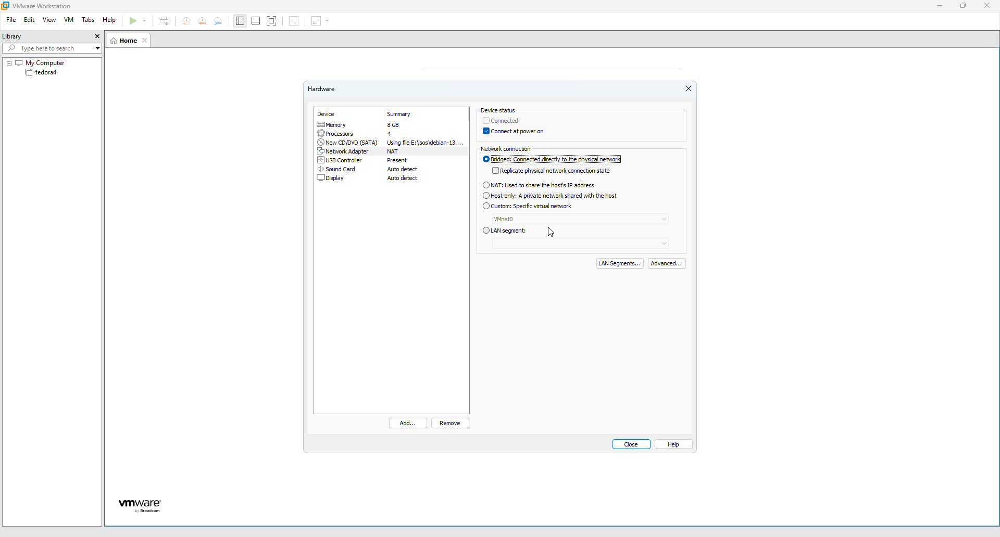 VMware Workstation
File Edit View VM Tabs Help
Library
Home
Type here to search
My Computer
fedora4
Hardware
Device Summary
Memory 8 GB
Processors 4
New CD/DVD (SATA) Using file E:\isos\debian-13....
Network Adapter NAT
USB Controller Present
Sound Card Auto detect
Display Auto detect
Add... Remove
Device status
Connected
Connect at power on
Network connection
Bridged: Connected directly to the physical network
Replicate physical network connection state
NAT: Used to share the host's IP address
Host-only: A private network shared with the host
Custom: Specific virtual network
VMnet0
LAN segment:
LAN Segments... Advanced...
Close Help
vmware
by Broadcom